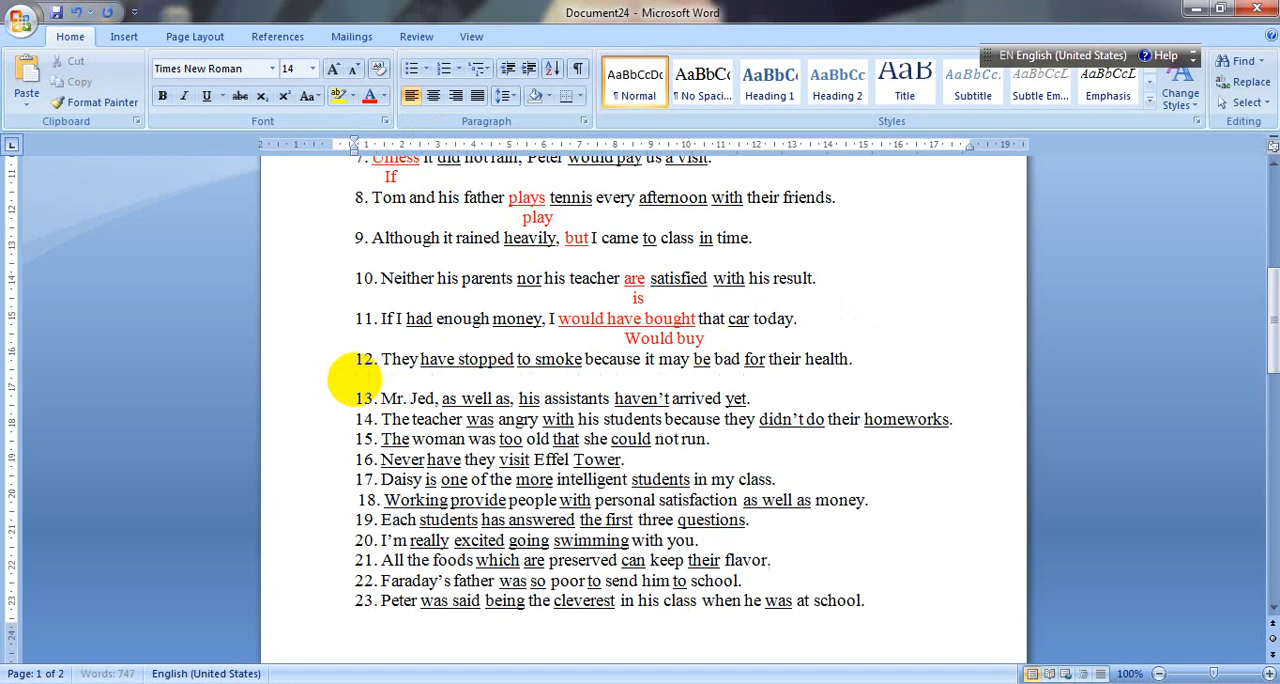 Document24 - Microsoft Word
Home Insert Page Layout References Mailings Review View
EN English (United States) Help
Paste
Cut
Copy
Format Painter
Clipboard
Times New Roman 14
Font
Paragraph
AaBbCcDc AaBbCcDc AaBbCc AaBbCc AaB AaBbCc. AaBbCcDc AaBbCcDc
¶ Normal ¶ No Spaci... Heading 1 Heading 2 Title Subtitle Subtle Em... Emphasis
Change Styles
Styles
Find
Replace
Select
Editing
7. Unless it did not rain, Peter would pay us a visit.
If
8. Tom and his father plays tennis every afternoon with their friends.
play
9. Although it rained heavily, but I came to class in time.
10. Neither his parents nor his teacher are satisfied with his result.
is
11. If I had enough money, I would have bought that car today.
Would buy
12. They have stopped to smoke because it may be bad for their health.
13. Mr. Jed, as well as, his assistants haven't arrived yet.
14. The teacher was angry with his students because they didn't do their homeworks.
15. The woman was too old that she could not run.
16. Never have they visit Effel Tower.
17. Daisy is one of the more intelligent students in my class.
18. Working provide people with personal satisfaction as well as money.
19. Each students has answered the first three questions.
20. I'm really excited going swimming with you.
21. All the foods which are preserved can keep their flavor.
22. Faraday's father was so poor to send him to school.
23. Peter was said being the cleverest in his class when he was at school.
Page: 1 of 2 Words: 747 English (United States) 100%